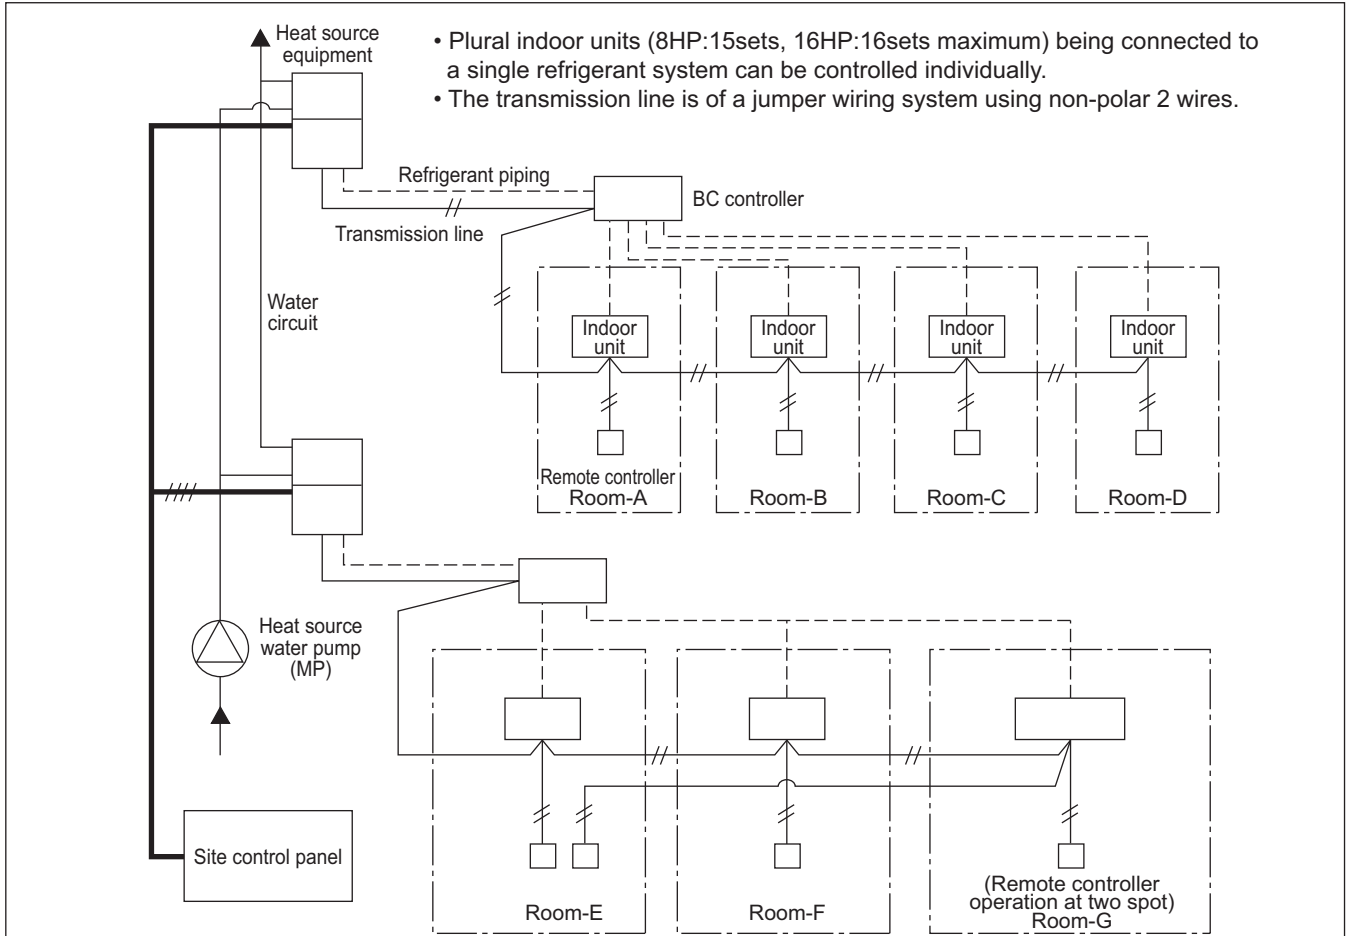 Heat source
equipment
• Plural indoor units (8HP:15sets, 16HP:16sets maximum) being connected to
a single refrigerant system can be controlled individually.
• The transmission line is of a jumper wiring system using non-polar 2 wires.
Refrigerant piping
BC controller
Transmission line
Water
circuit
Indoor
unit
Indoor
unit
Indoor
unit
Indoor
unit
Remote controller
Room-A
Room-B
Room-C
Room-D
Heat source
water pump
(MP)
Site control panel
Room-E
Room-F
(Remote controller
operation at two spot)
Room-G